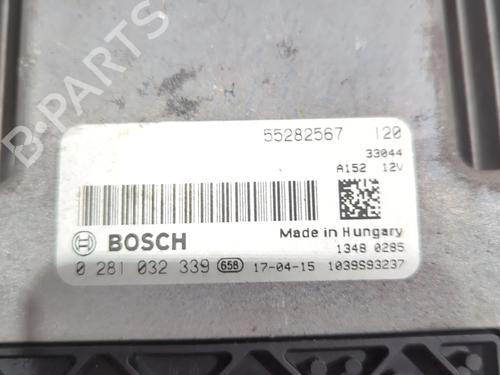 55282567 120
33044
A152 12V
BOSCH
Made in Hungary
1348 0285
0 281 032 339 658 17-04-15 1039S93237
B PARTS